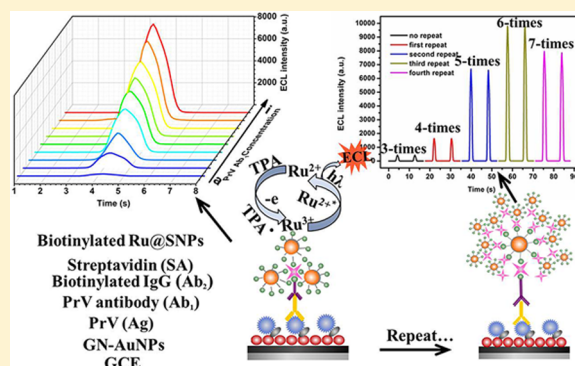 8000
6000
4000
2000
0
ECL intensity (a.u.)
1 2 3 4 5 6 7 8
Time (s)
a
PrV Ab Concentration
i
10000
9000
8000
7000
6000
5000
4000
3000
2000
1000
0
ECL intensity (a.u.)
no repeat
first repeat
second repeat
third repeat
fourth repeat
3-times
4-times
5-times
6-times
7-times
0 10 20 30 40 50 60 70 80 90
Time (s)
TPA
Ru2+
hλ
ECL
-e
Ru2+*
TPA•
Ru3+
Biotinylated Ru@SNPs
Streptavidin (SA)
Biotinylated IgG (Ab2)
PrV antibody (Ab1)
PrV (Ag)
GN-AuNPs
GCE
Repeat...